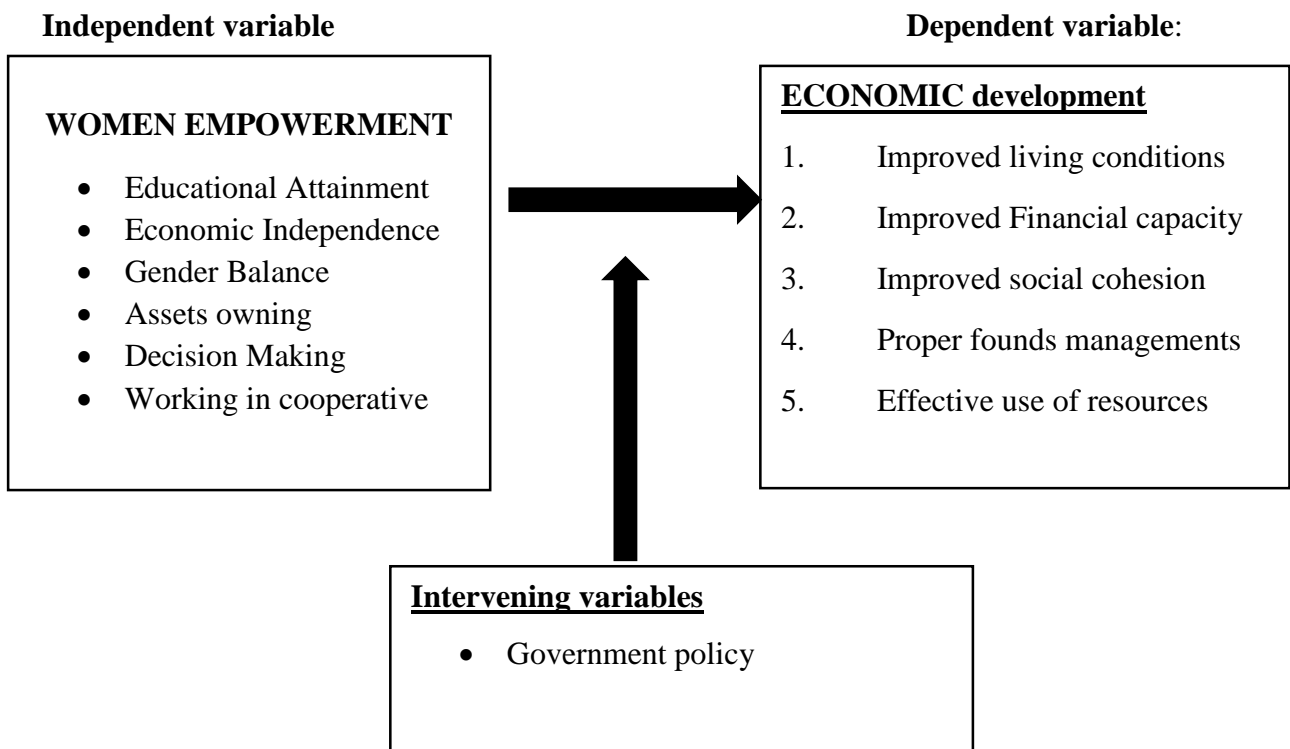 Independent variable
Dependent variable:
WOMEN EMPOWERMENT
• Educational Attainment
• Economic Independence
• Gender Balance
• Assets owning
• Decision Making
• Working in cooperative
ECONOMIC development
1. Improved living conditions
2. Improved Financial capacity
3. Improved social cohesion
4. Proper founds managements
5. Effective use of resources
Intervening variables
• Government policy